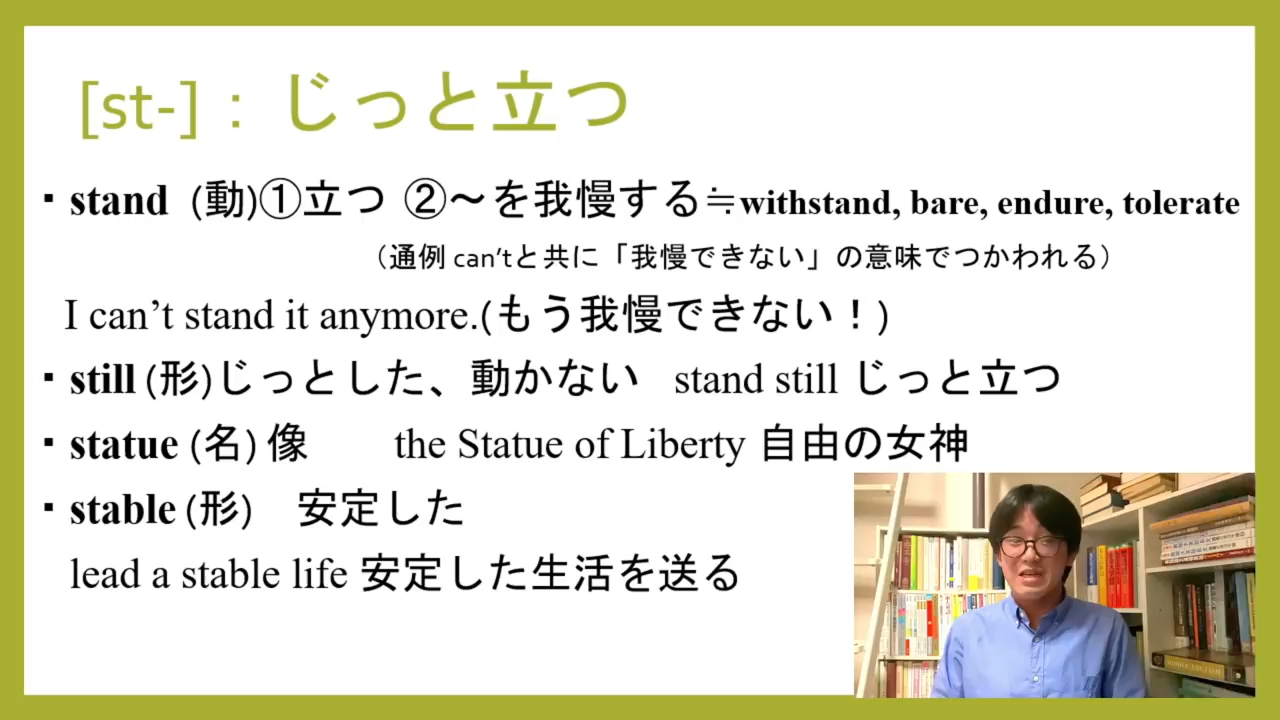 [st-]：じっと立つ
▪ stand (動)①立つ ②～を我慢する≒withstand, bare, endure, tolerate
（通例 can'tと共に「我慢できない」の意味でつかわれる）
I can't stand it anymore.(もう我慢できない！)
▪ still (形)じっとした、動かない stand still じっと立つ
▪ statue (名) 像 the Statue of Liberty 自由の女神
▪ stable (形) 安定した
lead a stable life 安定した生活を送る